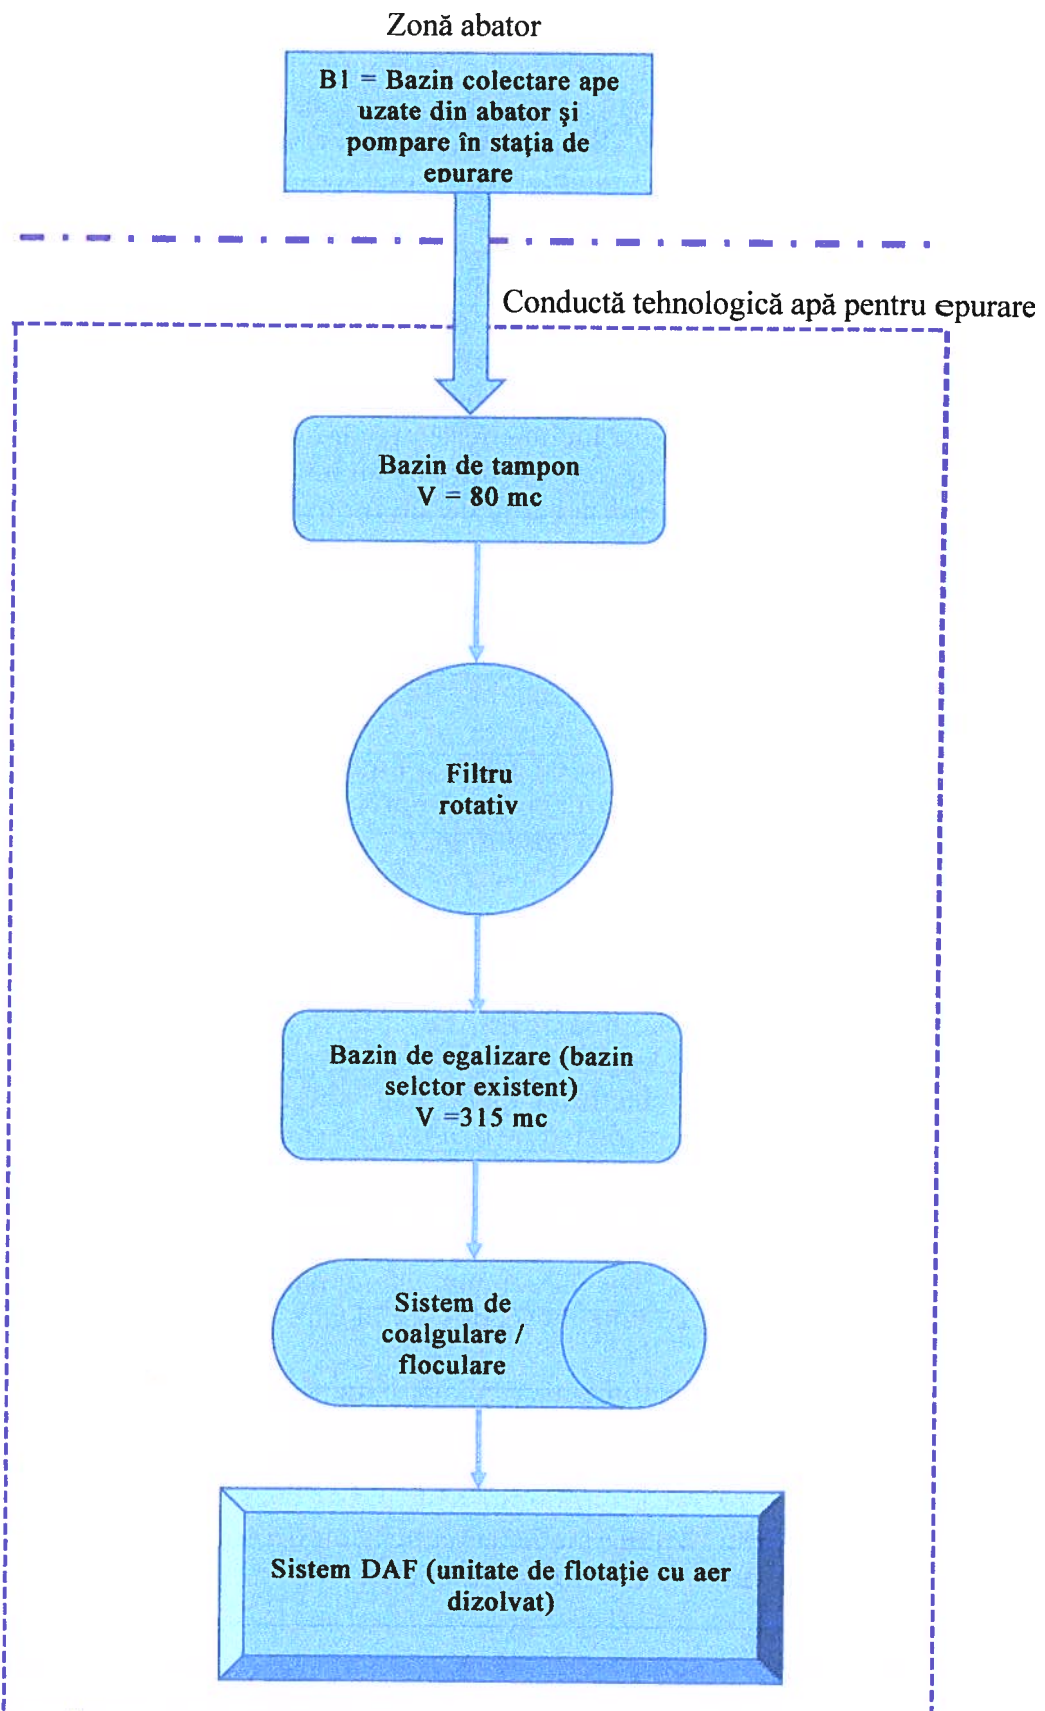 Zonă abator
B1 = Bazin colectare ape
uzate din abator şi
pompare în staţia de
epurare
Conductă tehnologică apă pentru epurare
Bazin de tampon
V = 80 mc
Filtru
rotativ
Bazin de egalizare (bazin
selctor existent)
V =315 mc
Sistem de
coalgulare /
floculare
Sistem DAF (unitate de flotaţie cu aer
dizolvat)